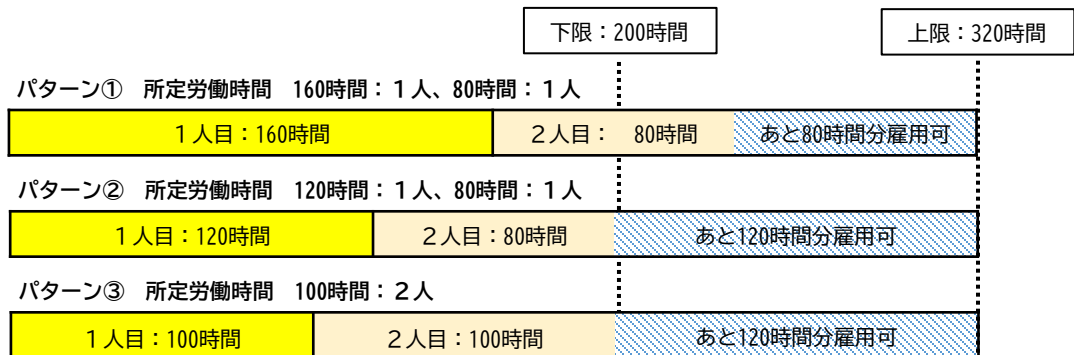 下限：200時間
上限：320時間
パターン①　所定労働時間　160時間：１人、80時間：１人
１人目：160時間
２人目：　80時間
あと80時間分雇用可
パターン②　所定労働時間　120時間：１人、80時間：１人
１人目：120時間
２人目：80時間
あと120時間分雇用可
パターン③　所定労働時間　100時間：２人
１人目：100時間
２人目：100時間
あと120時間分雇用可